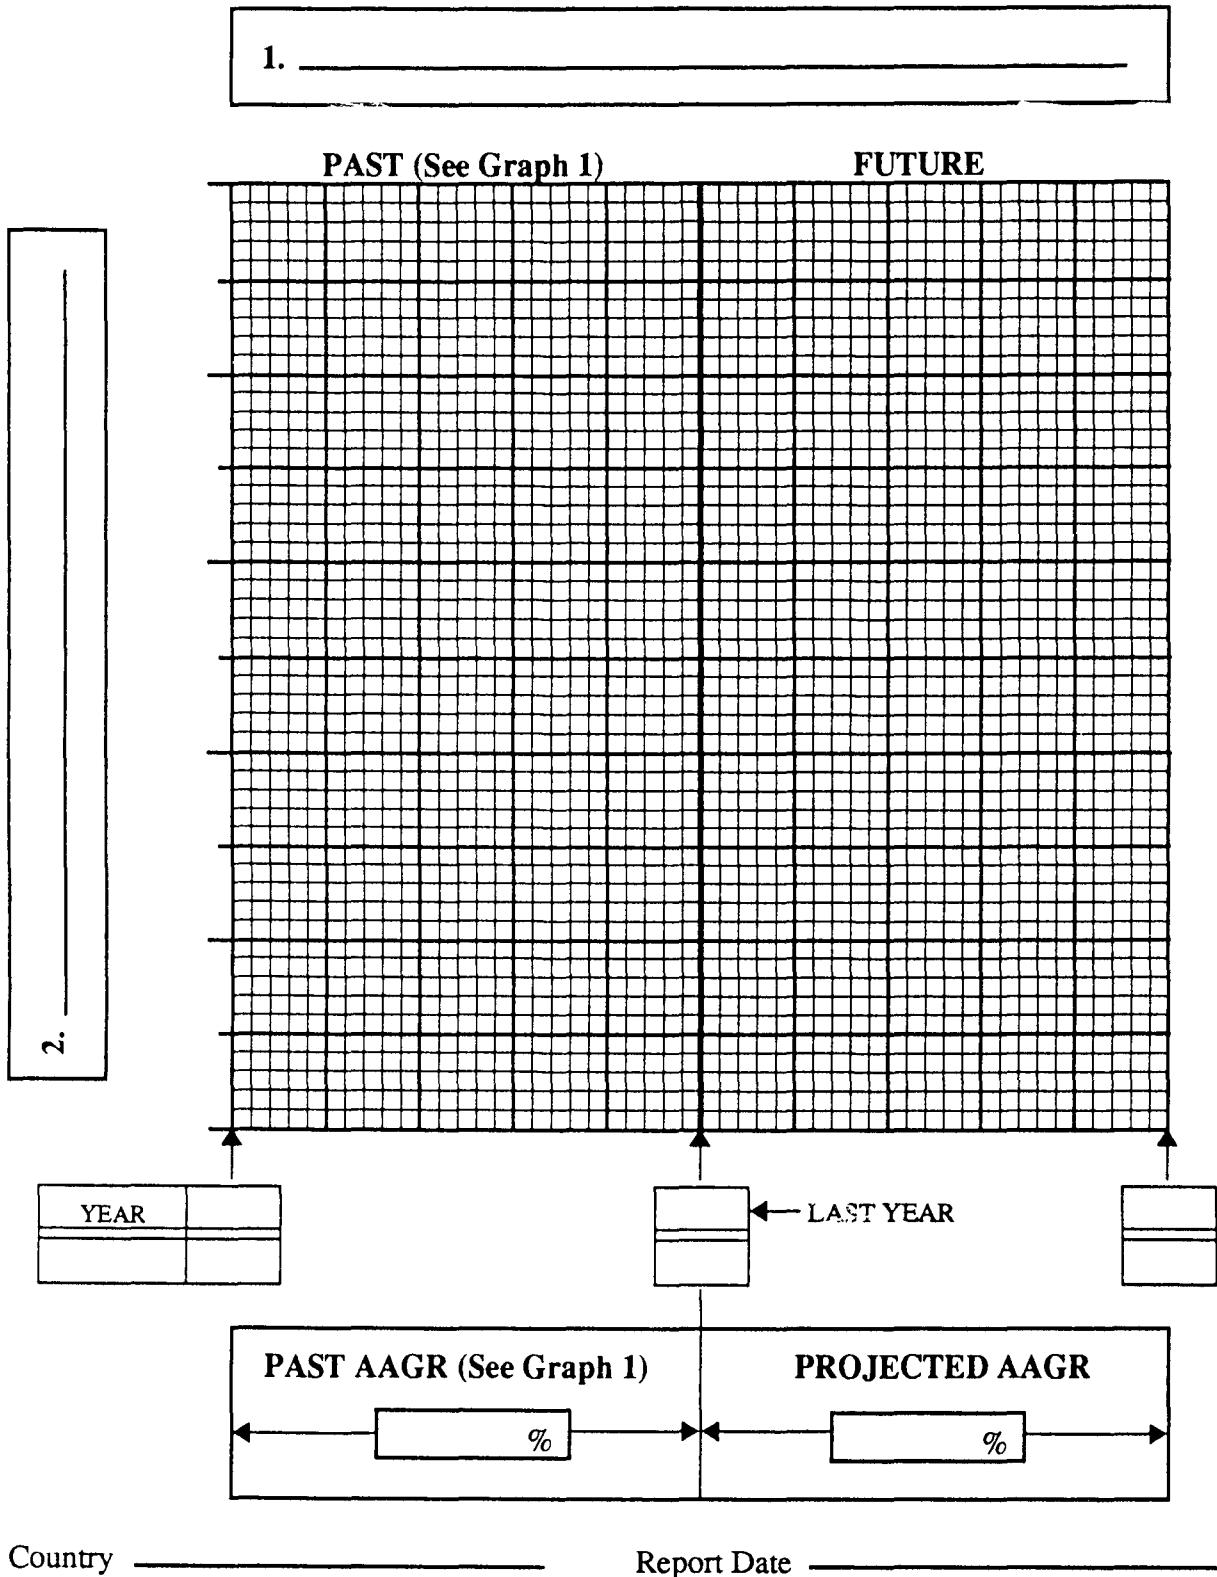 1.
PAST (See Graph 1) FUTURE
2.
YEAR
LAST YEAR
PAST AAGR (See Graph 1) PROJECTED AAGR
% %
Country Report Date